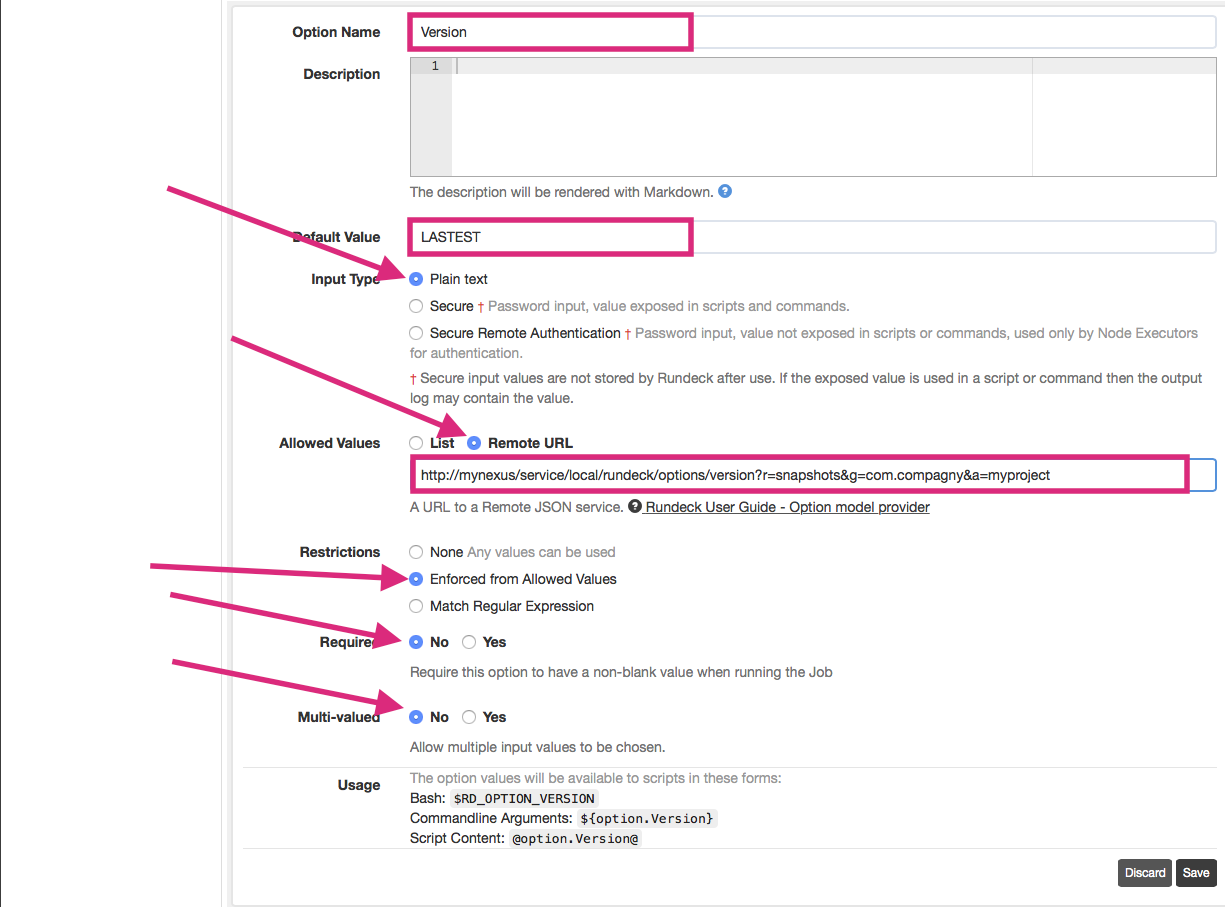 Option Name Version
Description 1
The description will be rendered with Markdown. ?
Default Value LASTEST
Input Type Plain text
Secure † Password input, value exposed in scripts and commands.
Secure Remote Authentication † Password input, value not exposed in scripts or commands, used only by Node Executors
for authentication.
† Secure input values are not stored by Rundeck after use. If the exposed value is used in a script or command then the output
log may contain the value.
Allowed Values List Remote URL
http://mynexus/service/local/rundeck/options/version?r=snapshots&g=com.compagny&a=myproject
A URL to a Remote JSON service. ? Rundeck User Guide - Option model provider
Restrictions None Any values can be used
Enforced from Allowed Values
Match Regular Expression
Required No Yes
Require this option to have a non-blank value when running the Job
Multi-valued No Yes
Allow multiple input values to be chosen.
Usage The option values will be available to scripts in these forms:
Bash: $RD_OPTION_VERSION
Commandline Arguments: ${option.Version}
Script Content: @option.Version@
Discard Save